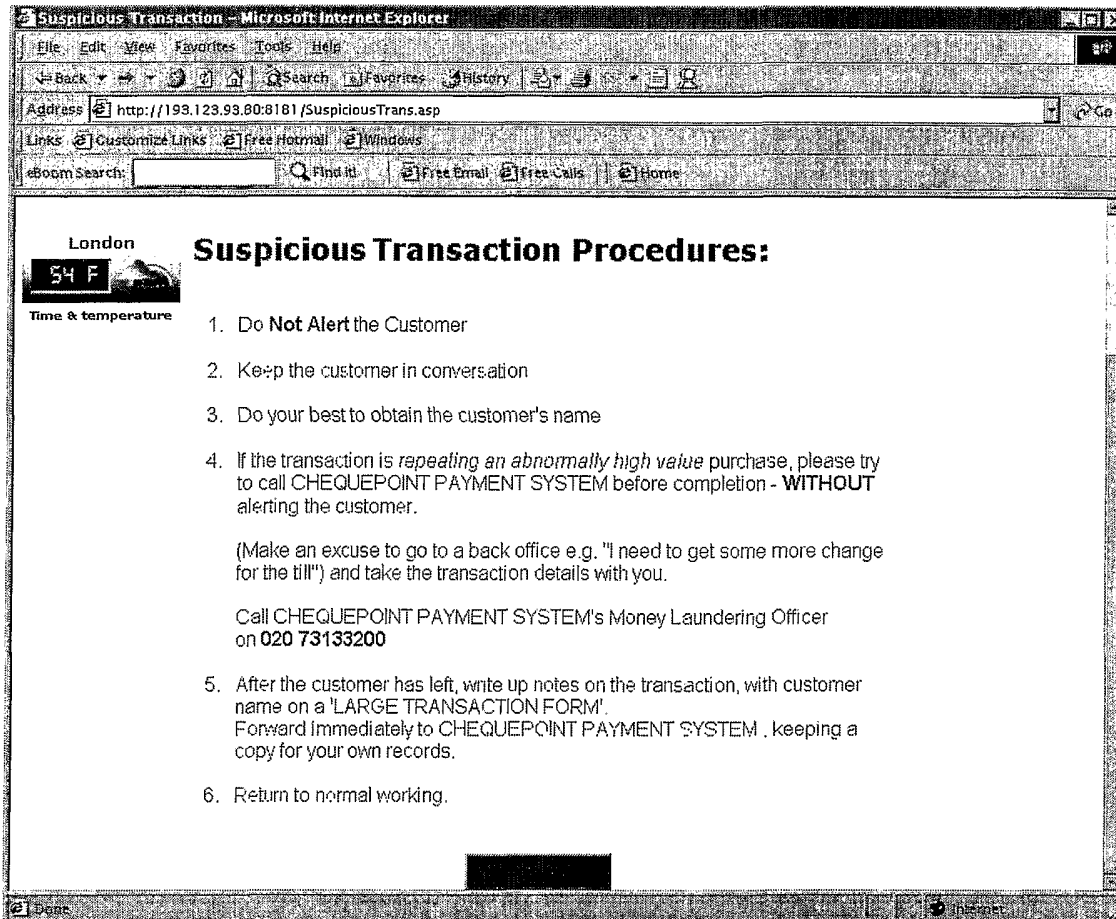 Suspicious Transaction - Microsoft Internet Explorer
File Edit View Favorites Tools Help
Back Search Favorites History
Address http://193.123.93.80:8181/SuspiciousTrans.asp Go
Links Customize Links Free Hotmail Windows
eBoom Search: Find it! Free Email Free Calls Home
London
54 F
Time & temperature
Suspicious Transaction Procedures:
1. Do Not Alert the Customer
2. Keep the customer in conversation
3. Do your best to obtain the customer's name
4. If the transaction is repeating an abnormally high value purchase, please try
to call CHEQUEPOINT PAYMENT SYSTEM before completion - WITHOUT
alerting the customer.
(Make an excuse to go to a back office e.g. "I need to get some more change
for the till") and take the transaction details with you.
Call CHEQUEPOINT PAYMENT SYSTEM's Money Laundering Officer
on 020 73133200
5. After the customer has left, write up notes on the transaction, with customer
name on a 'LARGE TRANSACTION FORM'.
Forward immediately to CHEQUEPOINT PAYMENT SYSTEM , keeping a
copy for your own records.
6. Return to normal working.
Done Internet